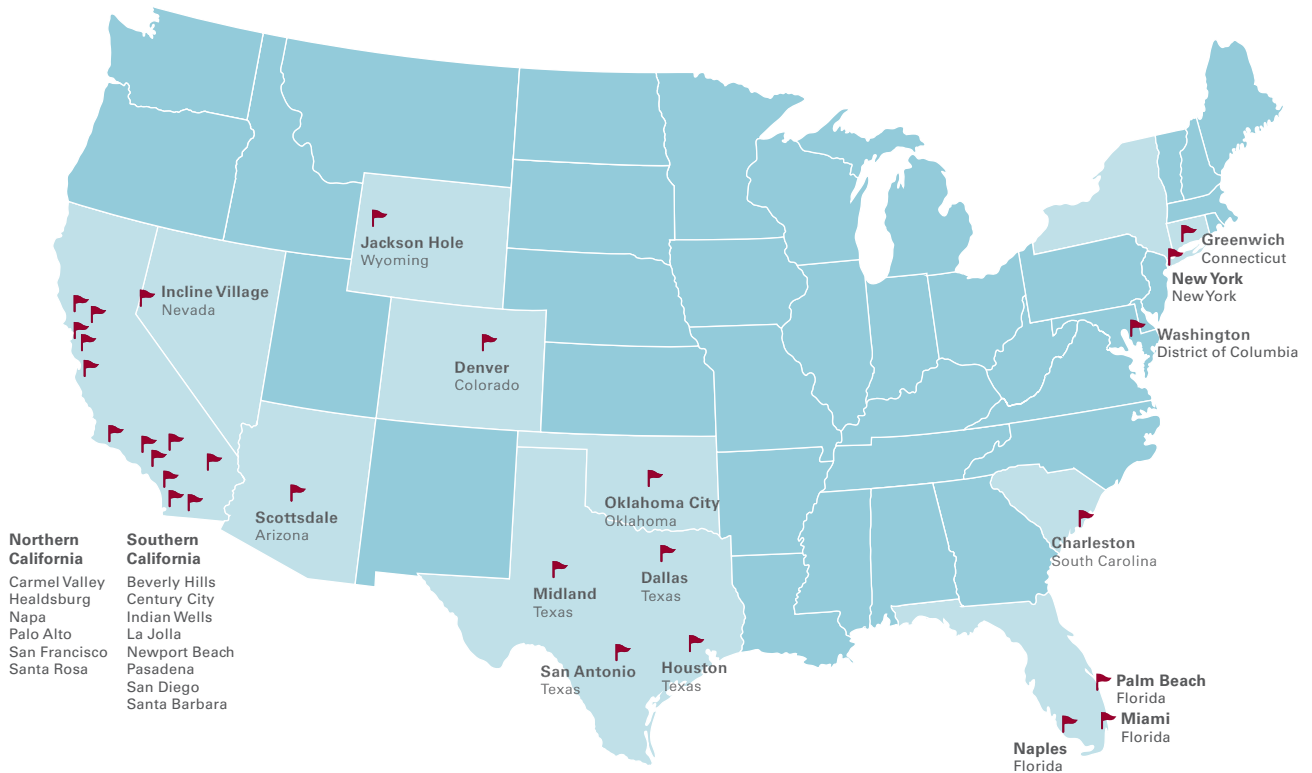 Jackson Hole
Wyoming
Greenwich
Connecticut
New York
New York
Incline Village
Nevada
Washington
District of Columbia
Denver
Colorado
Oklahoma City
Oklahoma
Scottsdale
Arizona
Charleston
South Carolina
Northern
California
Carmel Valley
Healdsburg
Napa
Palo Alto
San Francisco
Santa Rosa
Southern
California
Beverly Hills
Century City
Indian Wells
La Jolla
Newport Beach
Pasadena
San Diego
Santa Barbara
Midland
Texas
Dallas
Texas
San Antonio
Texas
Houston
Texas
Palm Beach
Florida
Miami
Florida
Naples
Florida